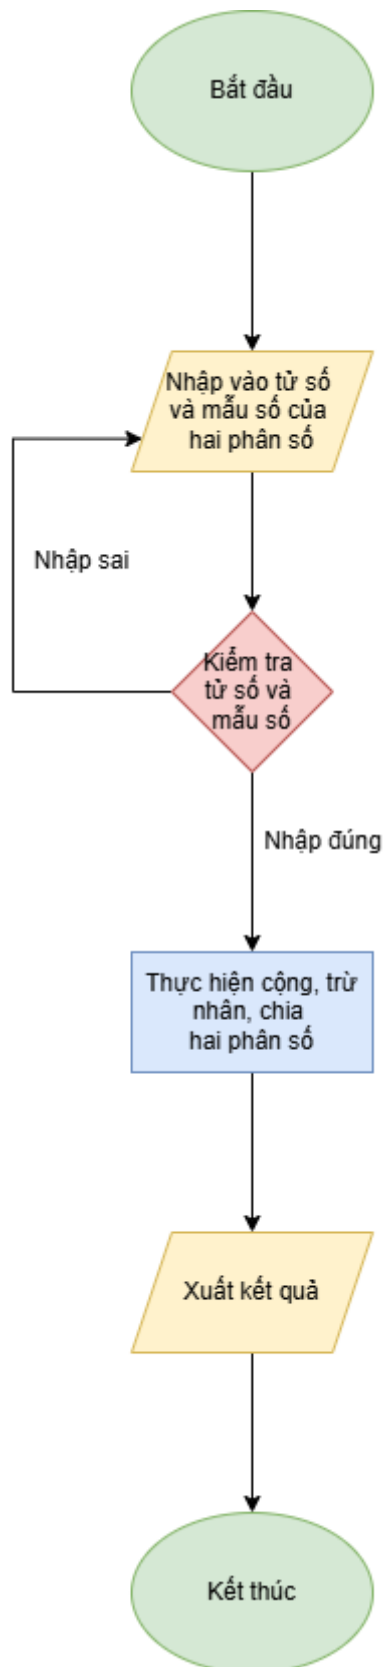 Bắt đầu
Nhập vào tử số
và mẫu số của
hai phân số
Nhập sai
Kiểm tra
tử số và
mẫu số
Nhập đúng
Thực hiện cộng, trừ
nhân, chia
hai phân số
Xuất kết quả
Kết thúc